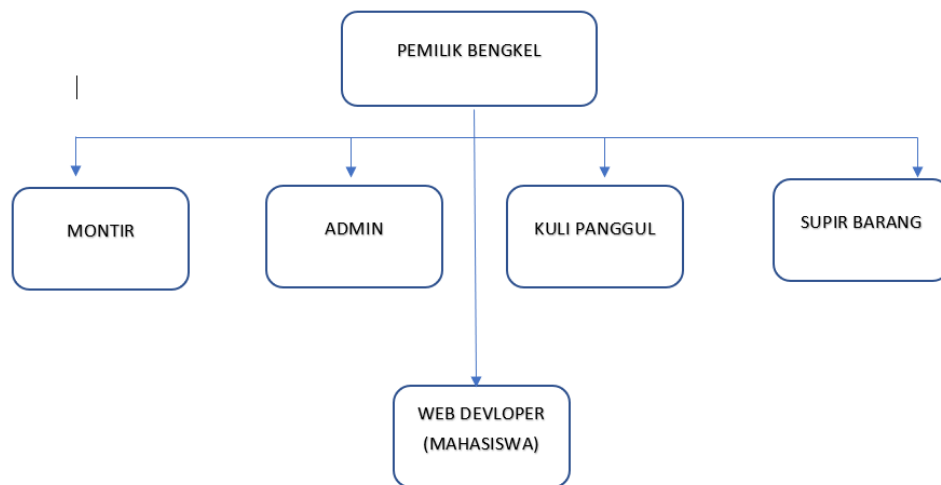 PEMILIK BENGKEL
MONTIR
ADMIN
KULI PANGGUL
SUPIR BARANG
WEB DEVLOPER
(MAHASISWA)